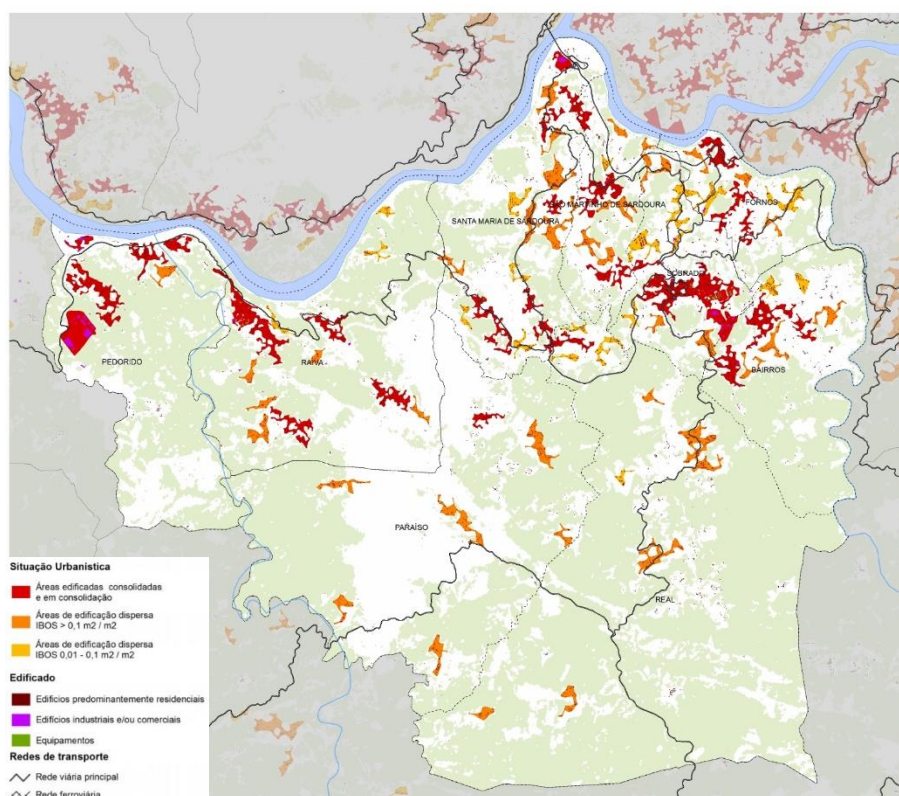 SANTA MARIA DE SARDOURA
SÃO MARTINHO DE SARDOURA
FORNOS
SOBRADO
PEDORIDO
RAIVA
BAIRROS
PARAÍSO
REAL
Situação Urbanística
Áreas edificadas consolidadas
e em consolidação
Áreas de edificação dispersa
IBOS > 0,1 m2 / m2
Áreas de edificação dispersa
IBOS 0,01 - 0,1 m2 / m2
Edificado
Edifícios predominantemente residenciais
Edifícios industriais e/ou comerciais
Equipamentos
Redes de transporte
Rede viária principal
Rede ferroviária